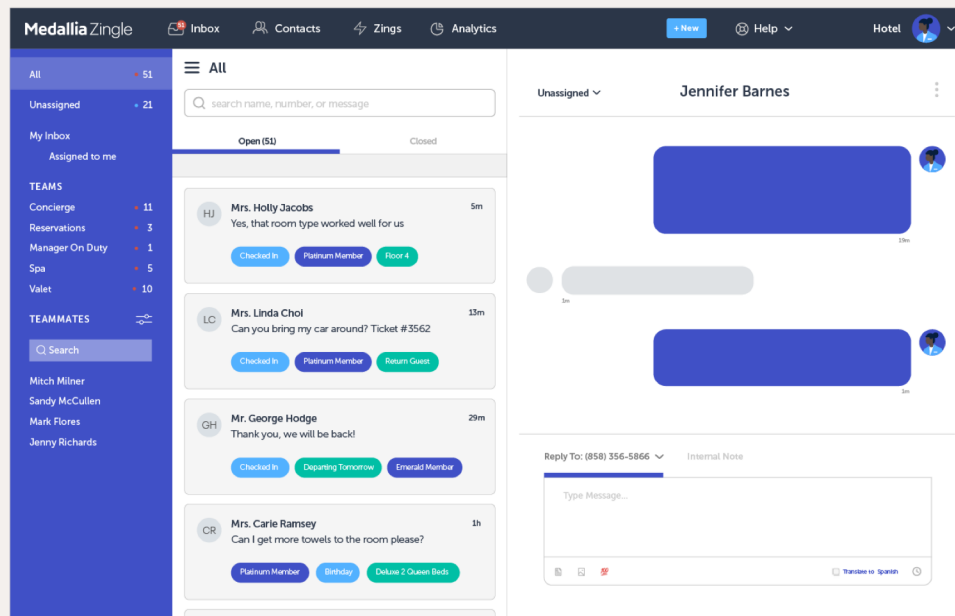 Medallia Zingle
51
Inbox
Contacts
Zings
Analytics
+ New
Help
Hotel
All 51
Unassigned 21
My Inbox
Assigned to me
TEAMS
Concierge 11
Reservations 3
Manager On Duty 1
Spa 5
Valet 10
TEAMMATES
Search
Mitch Milner
Sandy McCullen
Mark Flores
Jenny Richards
All
search name, number, or message
Open (51) Closed
HJ
Mrs. Holly Jacobs 5m
Yes, that room type worked well for us
Checked In Platinum Member Floor 4
LC
Mrs. Linda Choi 13m
Can you bring my car around? Ticket #3562
Checked In Platinum Member Return Guest
GH
Mr. George Hodge 29m
Thank you, we will be back!
Checked In Departing Tomorrow Emerald Member
CR
Mrs. Carie Ramsey 1h
Can I get more towels to the room please?
Platinum Member Birthday Deluxe 2 Queen Beds
Unassigned
Jennifer Barnes
19m
1m
1m
Reply To: (858) 356-5866 Internal Note
Type Message...
Translate to Spanish